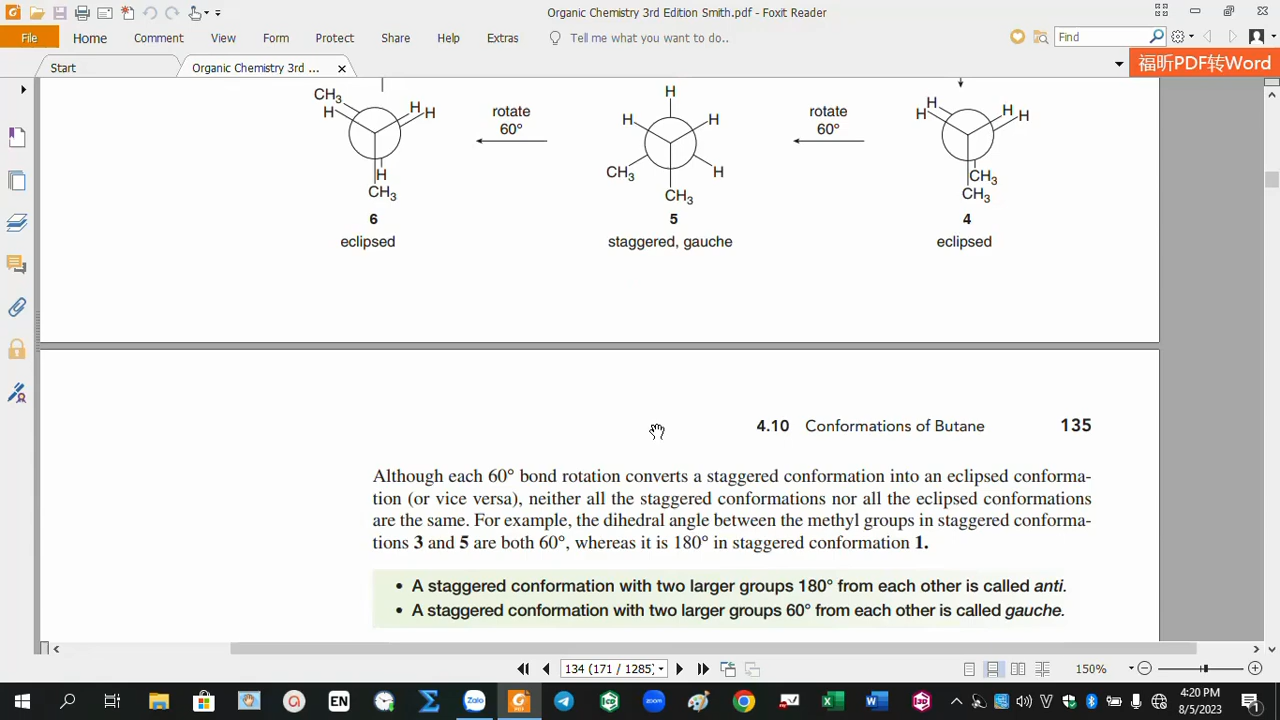 Organic Chemistry 3rd Edition Smith.pdf - Foxit Reader
File Home Comment View Form Protect Share Help Extras Tell me what you want to do.. Find
Start Organic Chemistry 3rd ... 福昕PDF转Word
CH3 H H H
H
CH3
6
eclipsed
rotate
60°
H
H H
CH3 H
CH3
5
staggered, gauche
rotate
60°
H H H H
CH3
CH3
4
eclipsed
4.10 Conformations of Butane 135
Although each 60° bond rotation converts a staggered conformation into an eclipsed conforma-
tion (or vice versa), neither all the staggered conformations nor all the eclipsed conformations
are the same. For example, the dihedral angle between the methyl groups in staggered conforma-
tions 3 and 5 are both 60°, whereas it is 180° in staggered conformation 1.
• A staggered conformation with two larger groups 180° from each other is called anti.
• A staggered conformation with two larger groups 60° from each other is called gauche.
134 (171 / 1285) 150%
EN Zalo 4:20 PM
8/5/2023